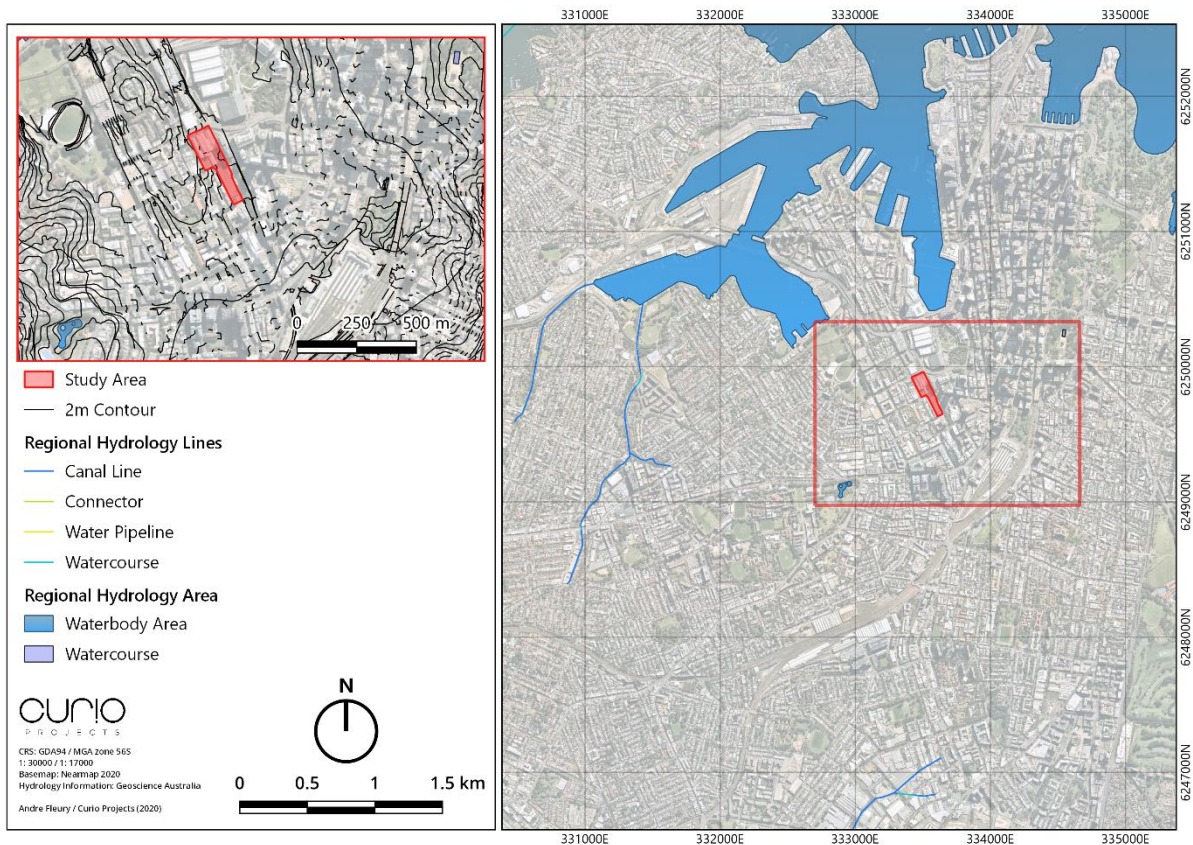 0 250 500 m
Study Area
2m Contour
Regional Hydrology Lines
Canal Line
Connector
Water Pipeline
Watercourse
Regional Hydrology Area
Waterbody Area
Watercourse
CURIO
PROJECTS
N
CRS: GDA94 / MGA zone 56S
1: 30000 / 1: 17000
Basemap: Nearmap 2020
Hydrology Information: Geoscience Australia
Andre Fleury / Curio Projects (2020)
0 0.5 1 1.5 km
331000E 332000E 333000E 334000E 335000E
6252000N
6251000N
6250000N
6249000N
6248000N
6247000N
331000E 332000E 333000E 334000E 335000E